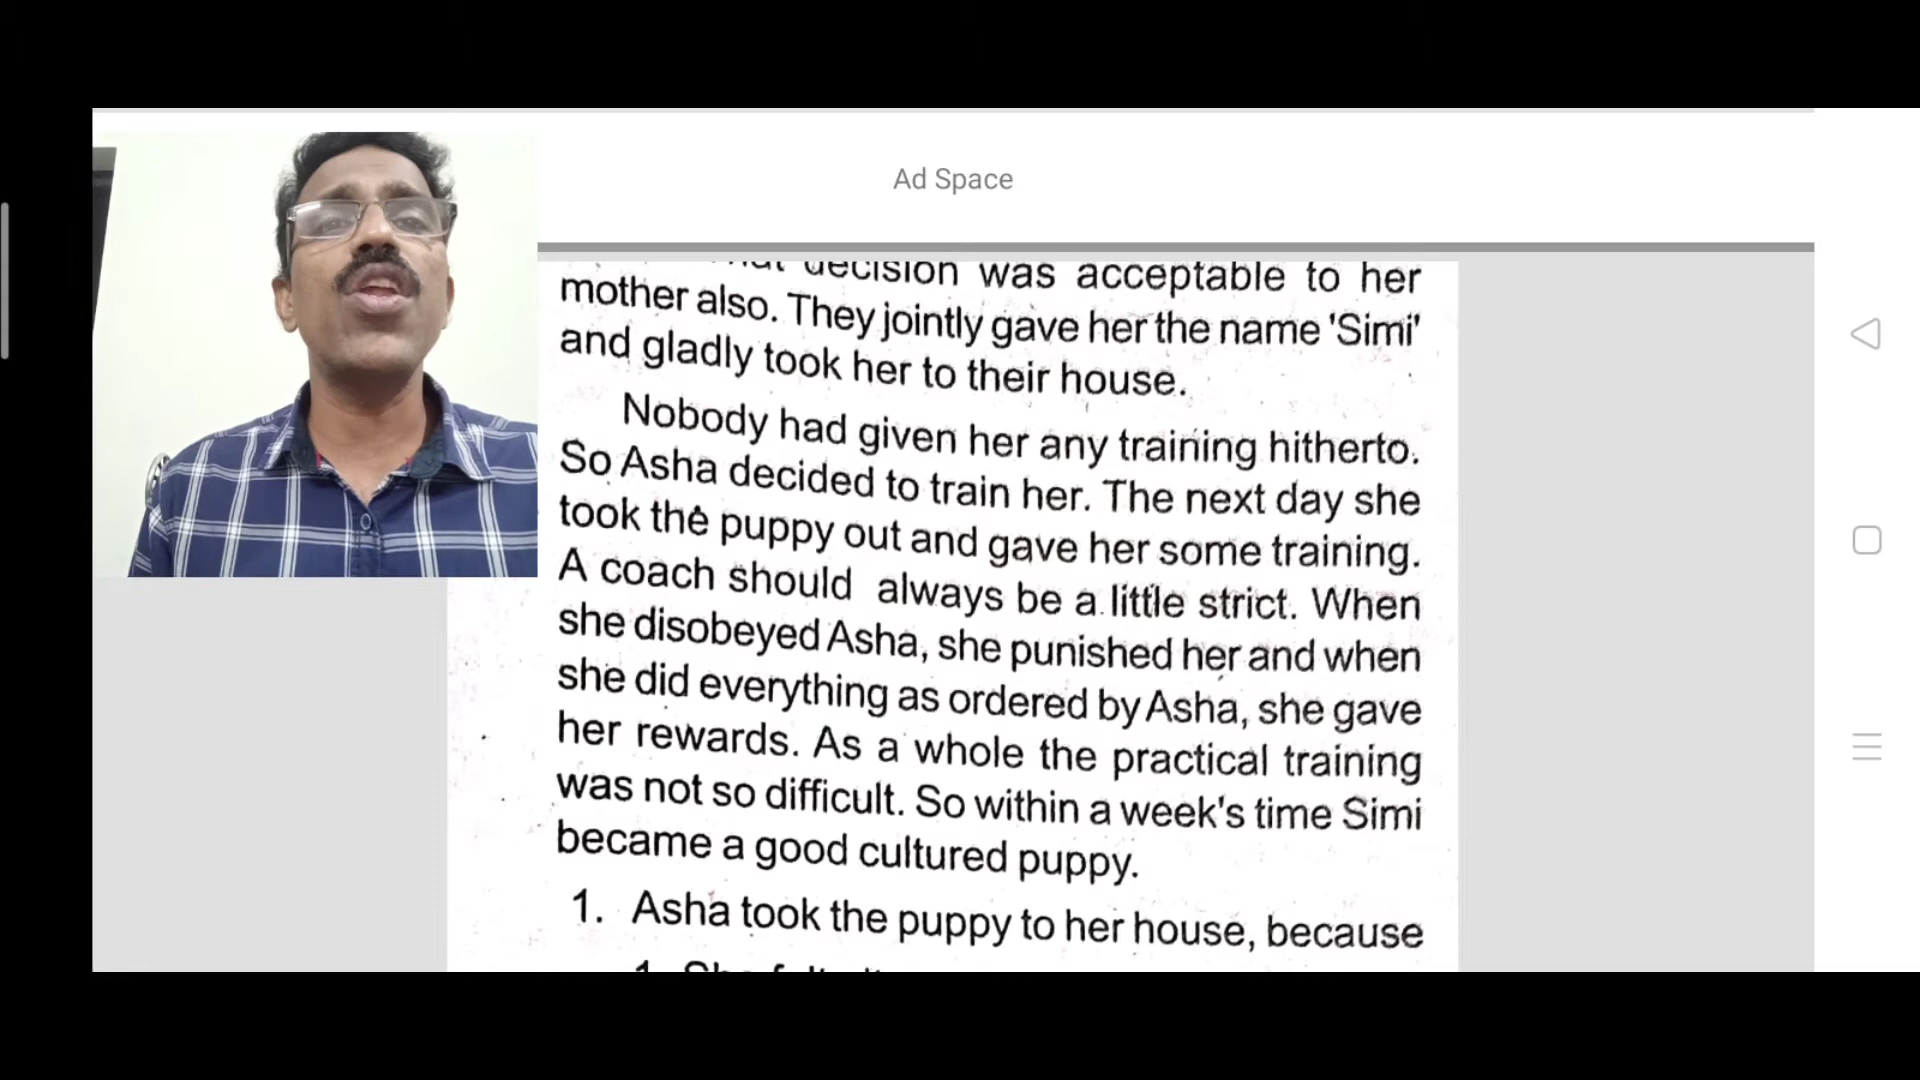 Ad Space
decision was acceptable to her
mother also. They jointly gave her the name 'Simi'
and gladly took her to their house.
Nobody had given her any training hitherto.
So Asha decided to train her. The next day she
took the puppy out and gave her some training.
A coach should always be a little strict. When
she disobeyed Asha, she punished her and when
she did everything as ordered by Asha, she gave
her rewards. As a whole the practical training
was not so difficult. So within a week's time Simi
became a good cultured puppy.
1. Asha took the puppy to her house, because